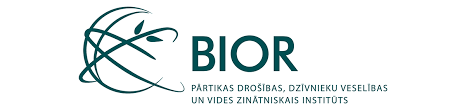 BIOR
PĀRTIKAS DROŠĪBAS, DZĪVNIEKU VESELĪBAS
UN VIDES ZINĀTNISKAIS INSTITŪTS